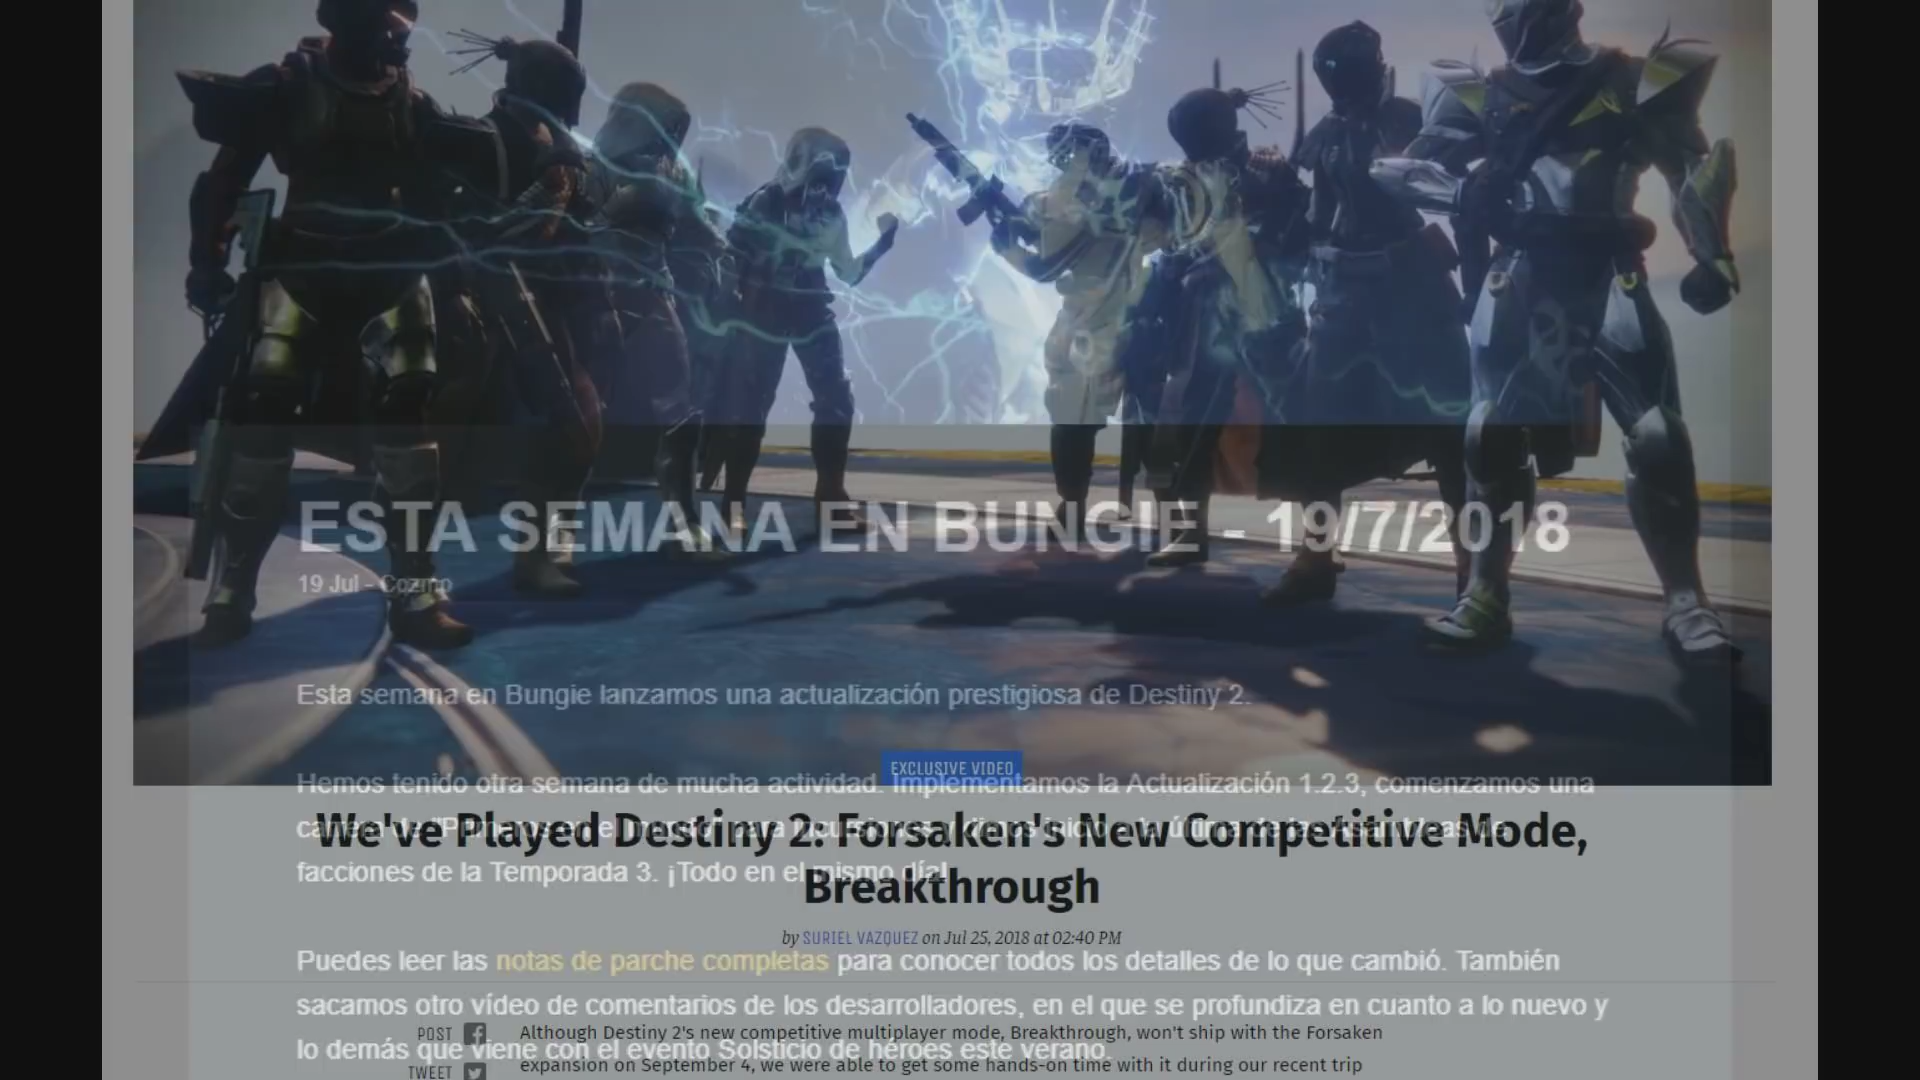 ESTA SEMANA EN BUNGIE - 19/7/2018
19 Jul - Cozmo
Esta semana en Bungie lanzamos una actualización prestigiosa de Destiny 2.
EXCLUSIVE VIDEO
Hemos tenido otra semana de mucha actividad. Implementamos la Actualización 1.2.3, comenzamos una
We've Played Destiny 2: Forsaken's New Competitive Mode,
facciones de la Temporada 3. ¡Todo en el mismo día!
Breakthrough
by SURIEL VAZQUEZ on Jul 25, 2018 at 02:40 PM
Puedes leer las notas de parche completas para conocer todos los detalles de lo que cambió. También
sacamos otro vídeo de comentarios de los desarrolladores, en el que se profundiza en cuanto a lo nuevo y
POST
Although Destiny 2's new competitive multiplayer mode, Breakthrough, won't ship with the Forsaken
lo demás que viene con el evento Solsticio de héroes este verano.
TWEET
expansion on September 4, we were able to get some hands-on time with it during our recent trip